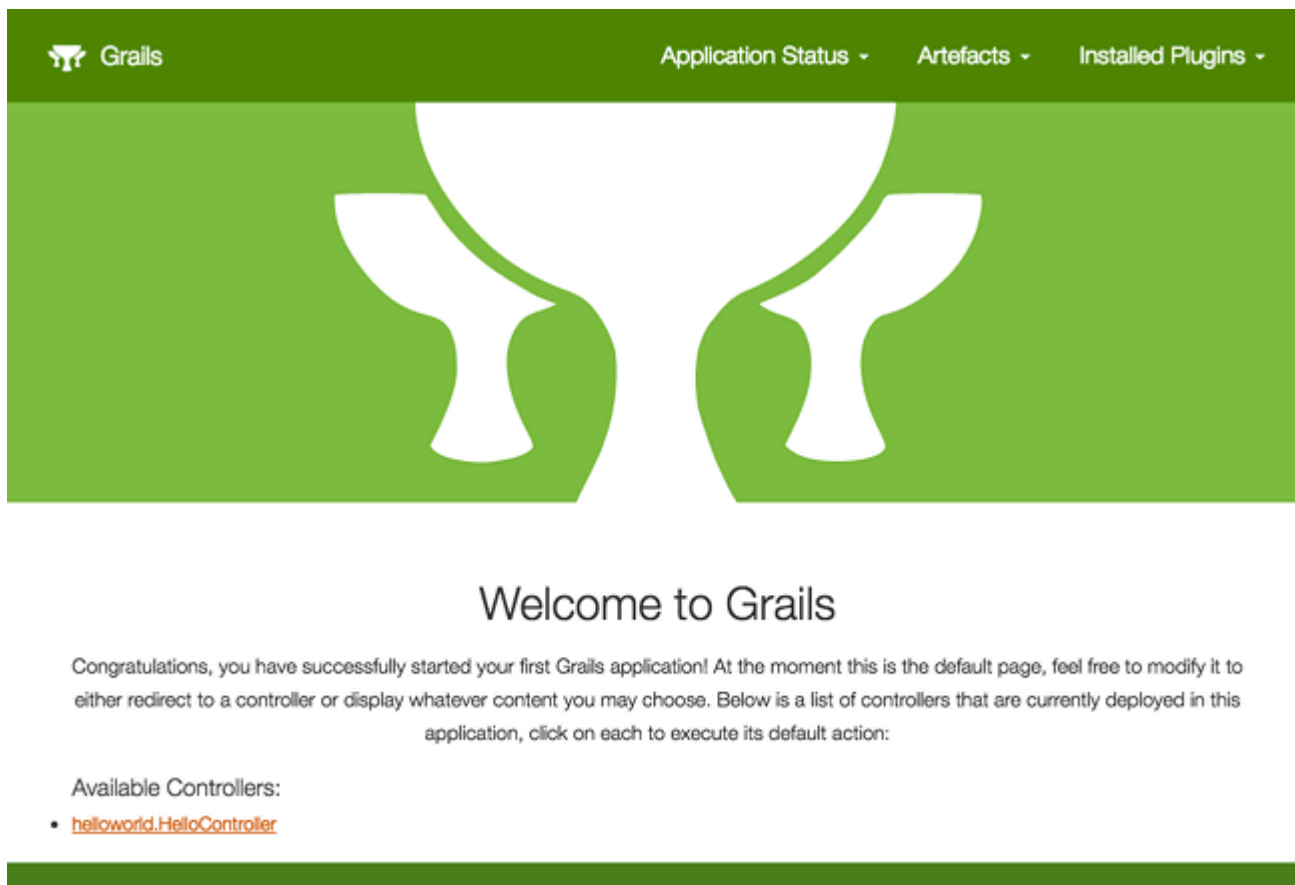 Grails
Application Status
Artefacts
Installed Plugins
Welcome to Grails
Congratulations, you have successfully started your first Grails application! At the moment this is the default page, feel free to modify it to
either redirect to a controller or display whatever content you may choose. Below is a list of controllers that are currently deployed in this
application, click on each to execute its default action:
Available Controllers:
• helloworld.HelloController